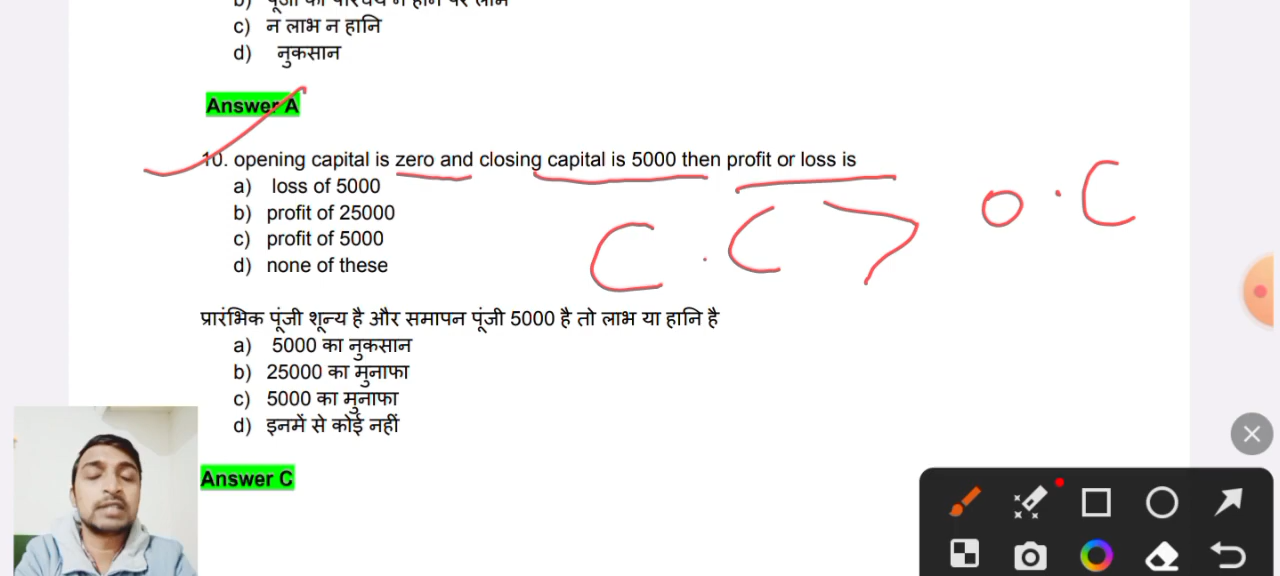 c) न लाभ न हानि
d) नुकसान
Answer A
10. opening capital is zero and closing capital is 5000 then profit or loss is
a) loss of 5000
b) profit of 25000
c) profit of 5000
d) none of these
C.C > O.C
प्रारंभिक पूंजी शून्य है और समापन पूंजी 5000 है तो लाभ या हानि है
a) 5000 का नुकसान
b) 25000 का मुनाफा
c) 5000 का मुनाफा
d) इनमें से कोई नहीं
Answer C